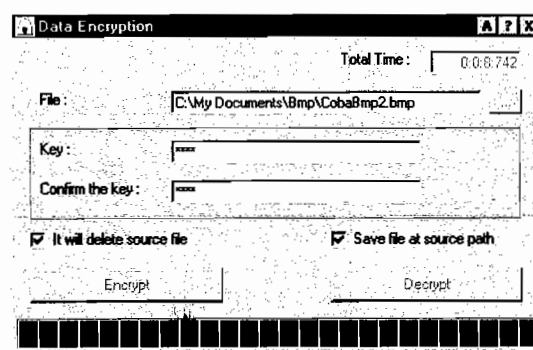 Data Encryption A ? X
Total Time : 0:0:8:742
File : C:\My Documents\Bmp\CobaBmp2.bmp
Key : ****
Confirm the key : ****
It will delete source file Save file at source path
Encrypt Decrypt